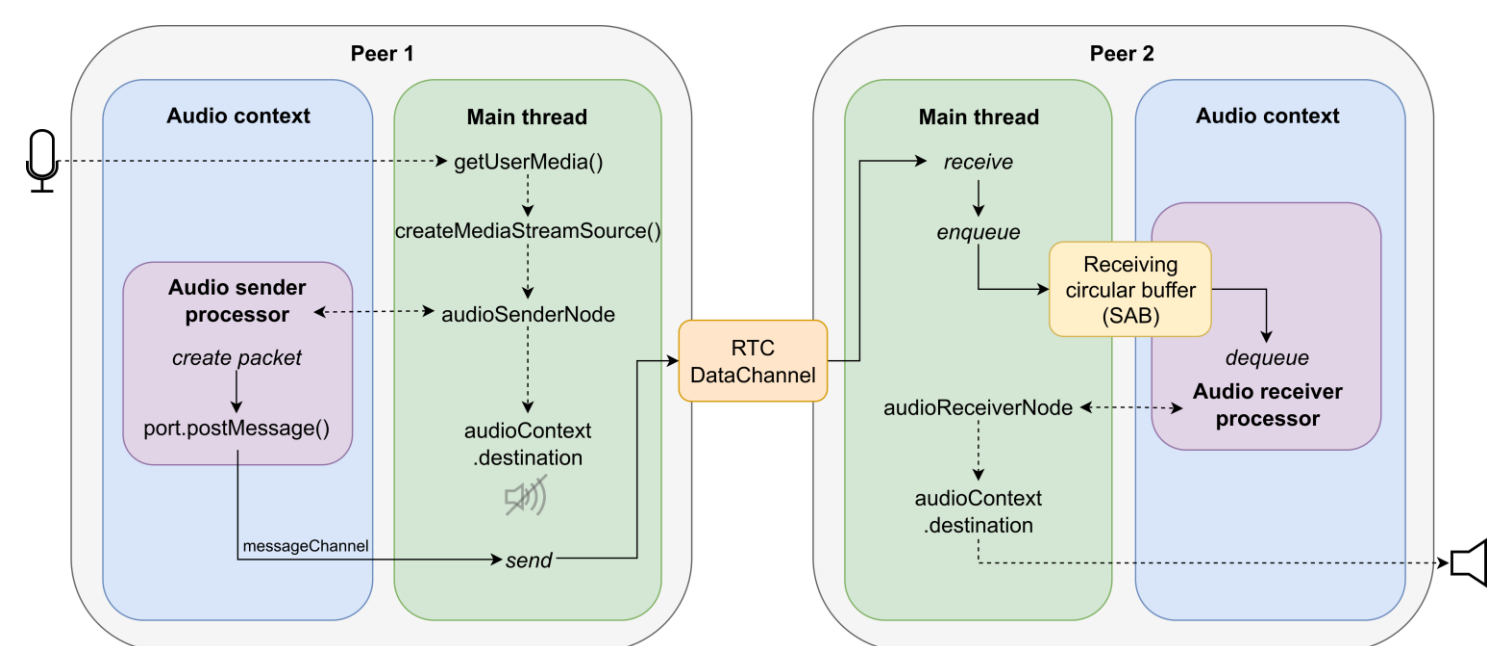 Peer 1
Audio context
Main thread
getUserMedia()
createMediaStreamSource()
Audio sender
processor
audioSenderNode
create packet
port.postMessage()
audioContext
.destination
messageChannel
send
RTC
DataChannel
Peer 2
Main thread
Audio context
receive
enqueue
Receiving
circular buffer
(SAB)
dequeue
Audio receiver
processor
audioReceiverNode
audioContext
.destination